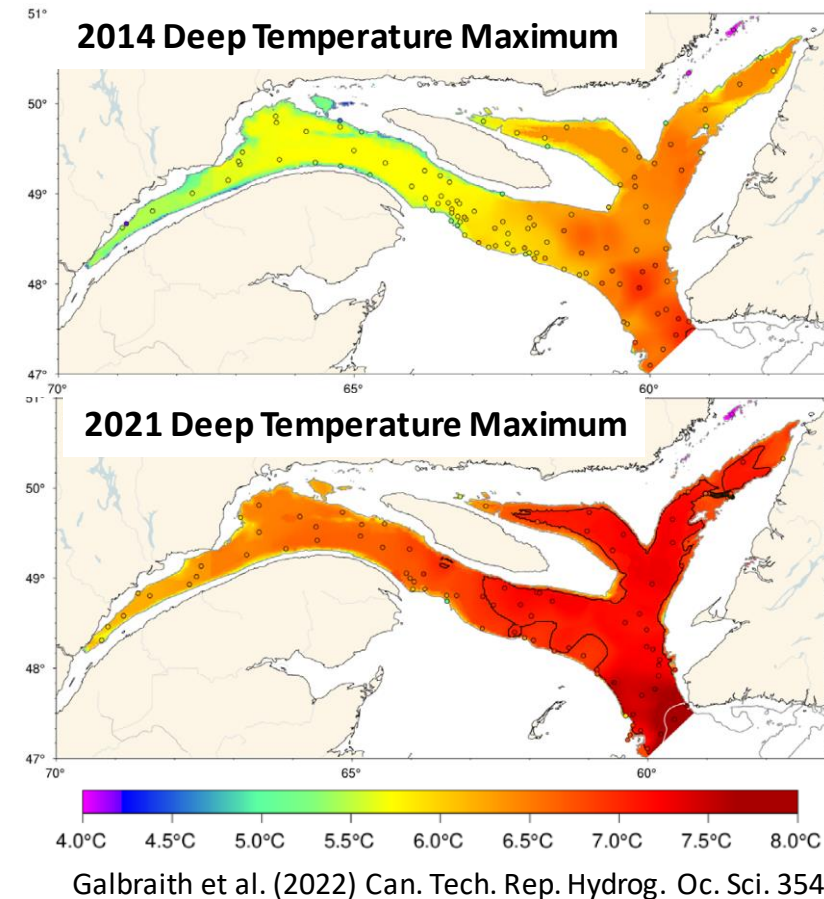 2014 Deep Temperature Maximum
51°
50°
49°
48°
47°
70° 65° 60°
2021 Deep Temperature Maximum
51°
50°
49°
48°
47°
70° 65° 60°
4.0°C 4.5°C 5.0°C 5.5°C 6.0°C 6.5°C 7.0°C 7.5°C 8.0°C
Galbraith et al. (2022) Can. Tech. Rep. Hydrog. Oc. Sci. 354